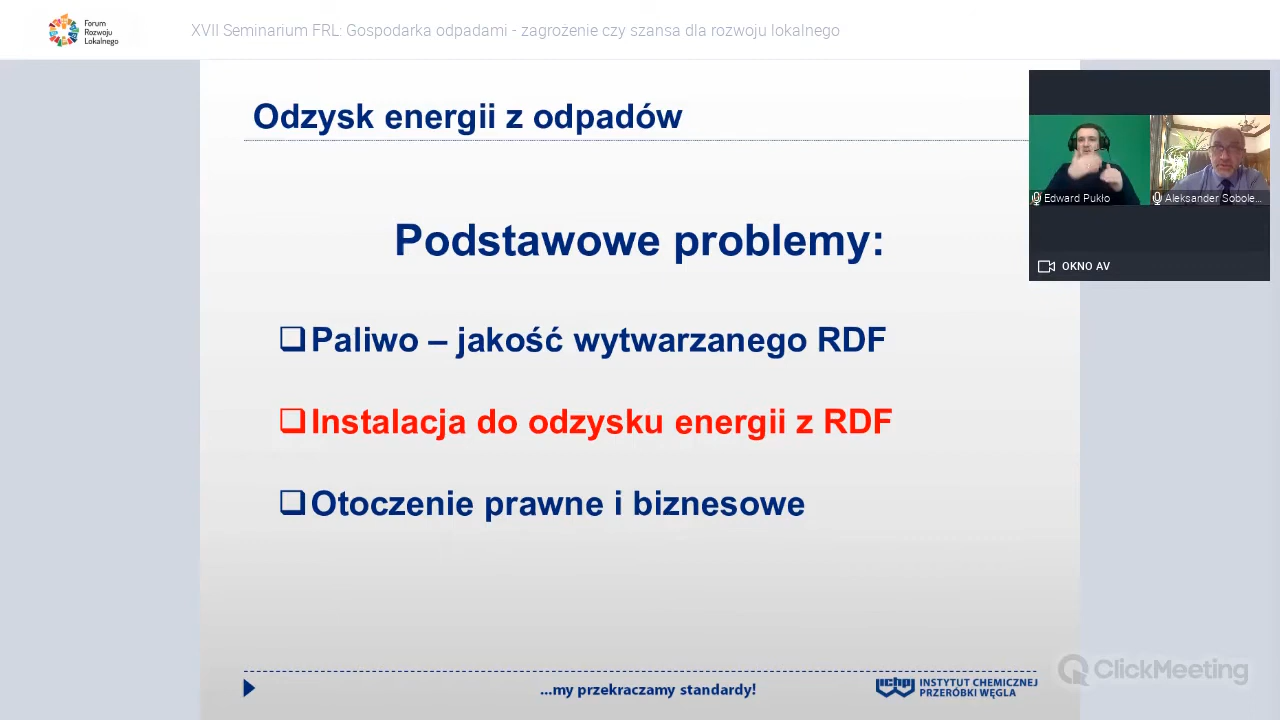 Forum
Rozwoju
Lokalnego
XVII Seminarium FRL: Gospodarka odpadami - zagrożenie czy szansa dla rozwoju lokalnego
Odzysk energii z odpadów
Edward Pukło
Aleksander Sobole...
OKNO AV
Podstawowe problemy:
Paliwo – jakość wytwarzanego RDF
Instalacja do odzysku energii z RDF
Otoczenie prawne i biznesowe
...my przekraczamy standardy!
ichpw
INSTYTUT CHEMICZNEJ
PRZERÓBKI WĘGLA
ClickMeeting